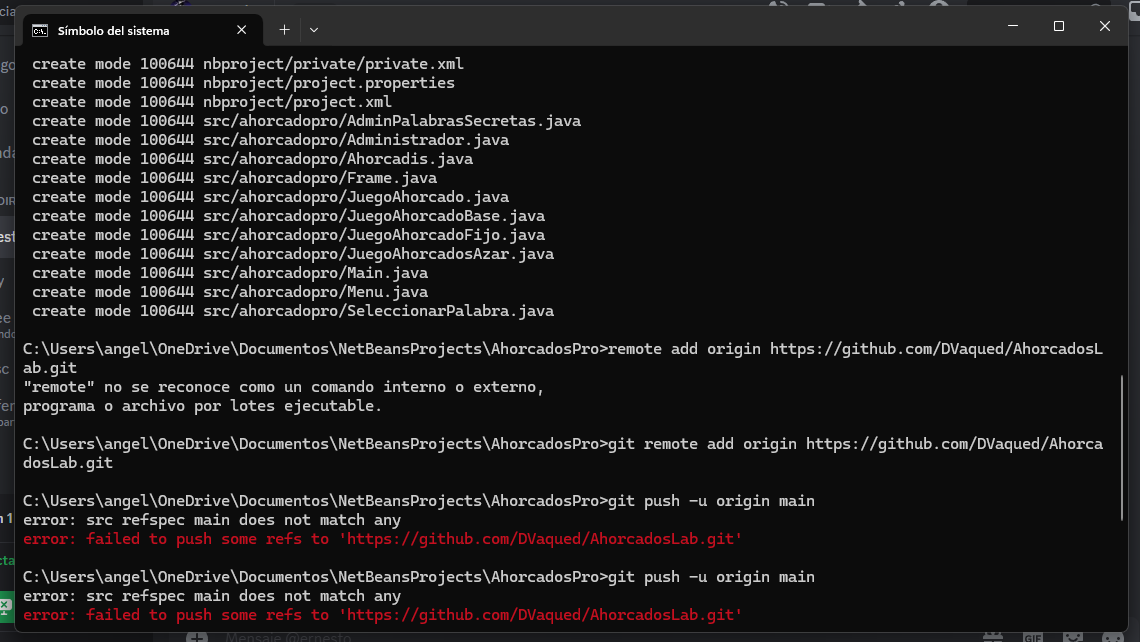 Símbolo del sistema
create mode 100644 nbproject/private/private.xml
create mode 100644 nbproject/project.properties
create mode 100644 nbproject/project.xml
create mode 100644 src/ahorcadopro/AdminPalabrasSecretas.java
create mode 100644 src/ahorcadopro/Administrador.java
create mode 100644 src/ahorcadopro/Ahorcadis.java
create mode 100644 src/ahorcadopro/Frame.java
create mode 100644 src/ahorcadopro/JuegoAhorcado.java
create mode 100644 src/ahorcadopro/JuegoAhorcadoBase.java
create mode 100644 src/ahorcadopro/JuegoAhorcadoFijo.java
create mode 100644 src/ahorcadopro/JuegoAhorcadosAzar.java
create mode 100644 src/ahorcadopro/Main.java
create mode 100644 src/ahorcadopro/Menu.java
create mode 100644 src/ahorcadopro/SeleccionarPalabra.java
C:\Users\angel\OneDrive\Documentos\NetBeansProjects\AhorcadosPro>remote add origin https://github.com/DVaqued/AhorcadosL
ab.git
"remote" no se reconoce como un comando interno o externo,
programa o archivo por lotes ejecutable.
C:\Users\angel\OneDrive\Documentos\NetBeansProjects\AhorcadosPro>git remote add origin https://github.com/DVaqued/Ahorca
dosLab.git
C:\Users\angel\OneDrive\Documentos\NetBeansProjects\AhorcadosPro>git push -u origin main
error: src refspec main does not match any
error: failed to push some refs to 'https://github.com/DVaqued/AhorcadosLab.git'
C:\Users\angel\OneDrive\Documentos\NetBeansProjects\AhorcadosPro>git push -u origin main
error: src refspec main does not match any
error: failed to push some refs to 'https://github.com/DVaqued/AhorcadosLab.git'
Mensaje @ernesto
GIF